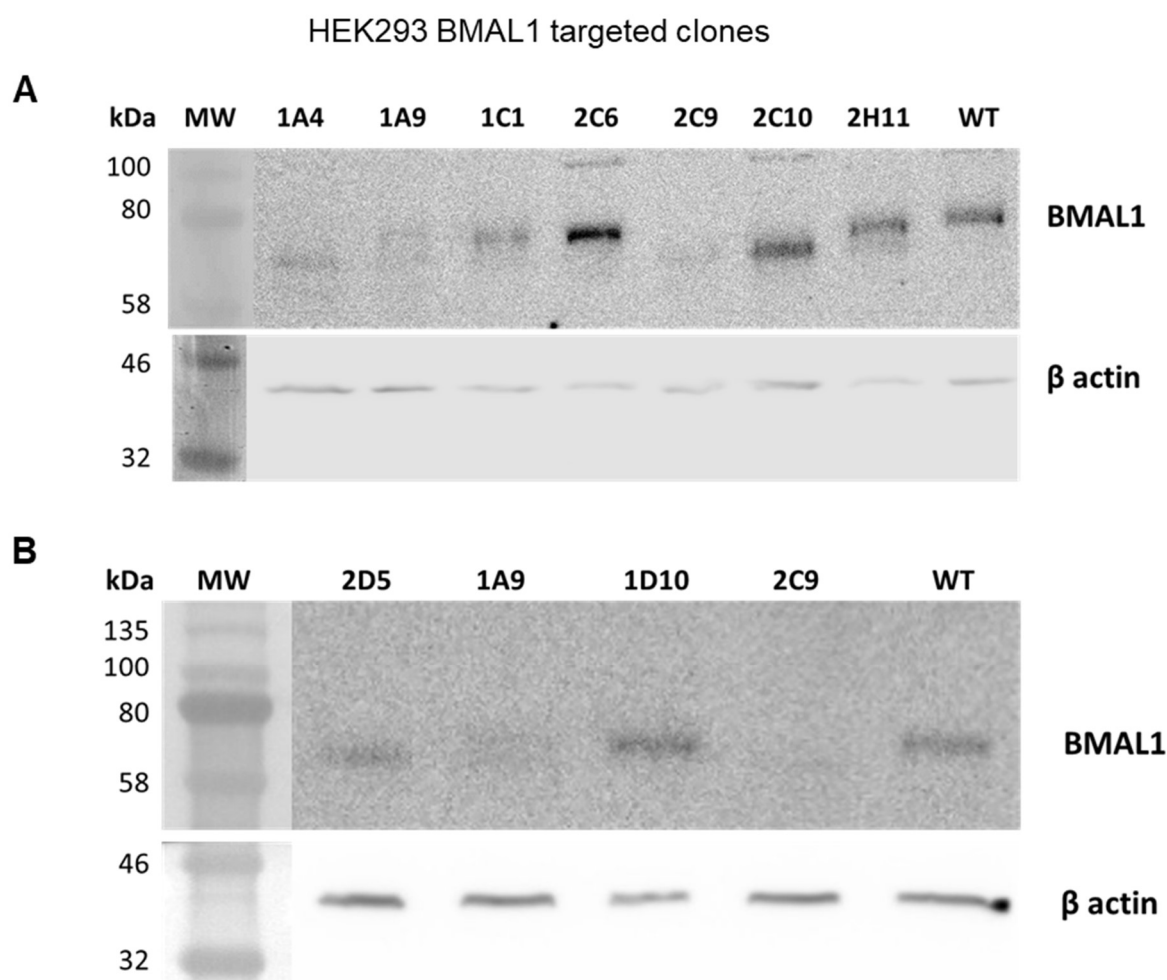 HEK293 BMAL1 targeted clones
A
kDa MW 1A4 1A9 1C1 2C6 2C9 2C10 2H11 WT
100
80 BMAL1
58
46 β actin
32
B
kDa MW 2D5 1A9 1D10 2C9 WT
135
100
80 BMAL1
58
46
β actin
32